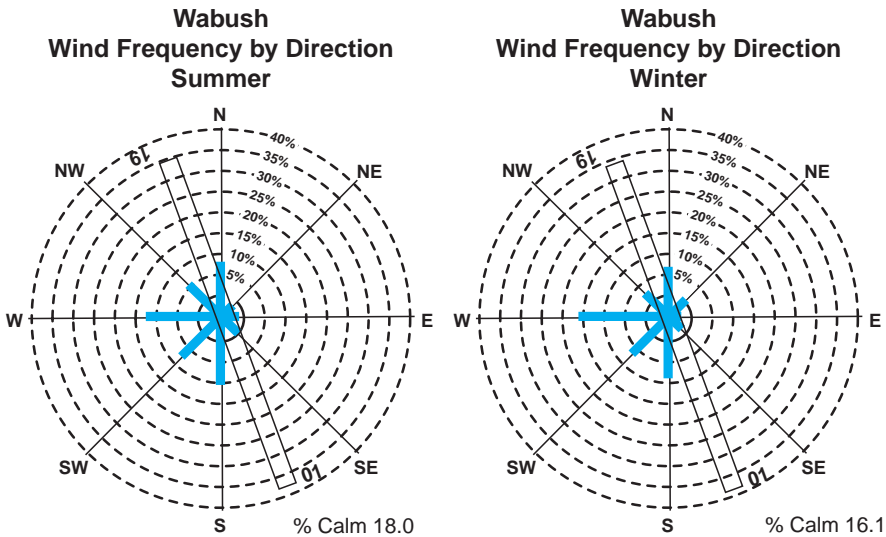 Wabush
Wind Frequency by Direction
Summer
N
NW
NE
W
E
SW
SE
S
40%
35%
30%
25%
20%
15%
10%
5%
19
01
% Calm 18.0
Wabush
Wind Frequency by Direction
Winter
N
NW
NE
W
E
SW
SE
S
40%
35%
30%
25%
20%
15%
10%
5%
19
01
% Calm 16.1